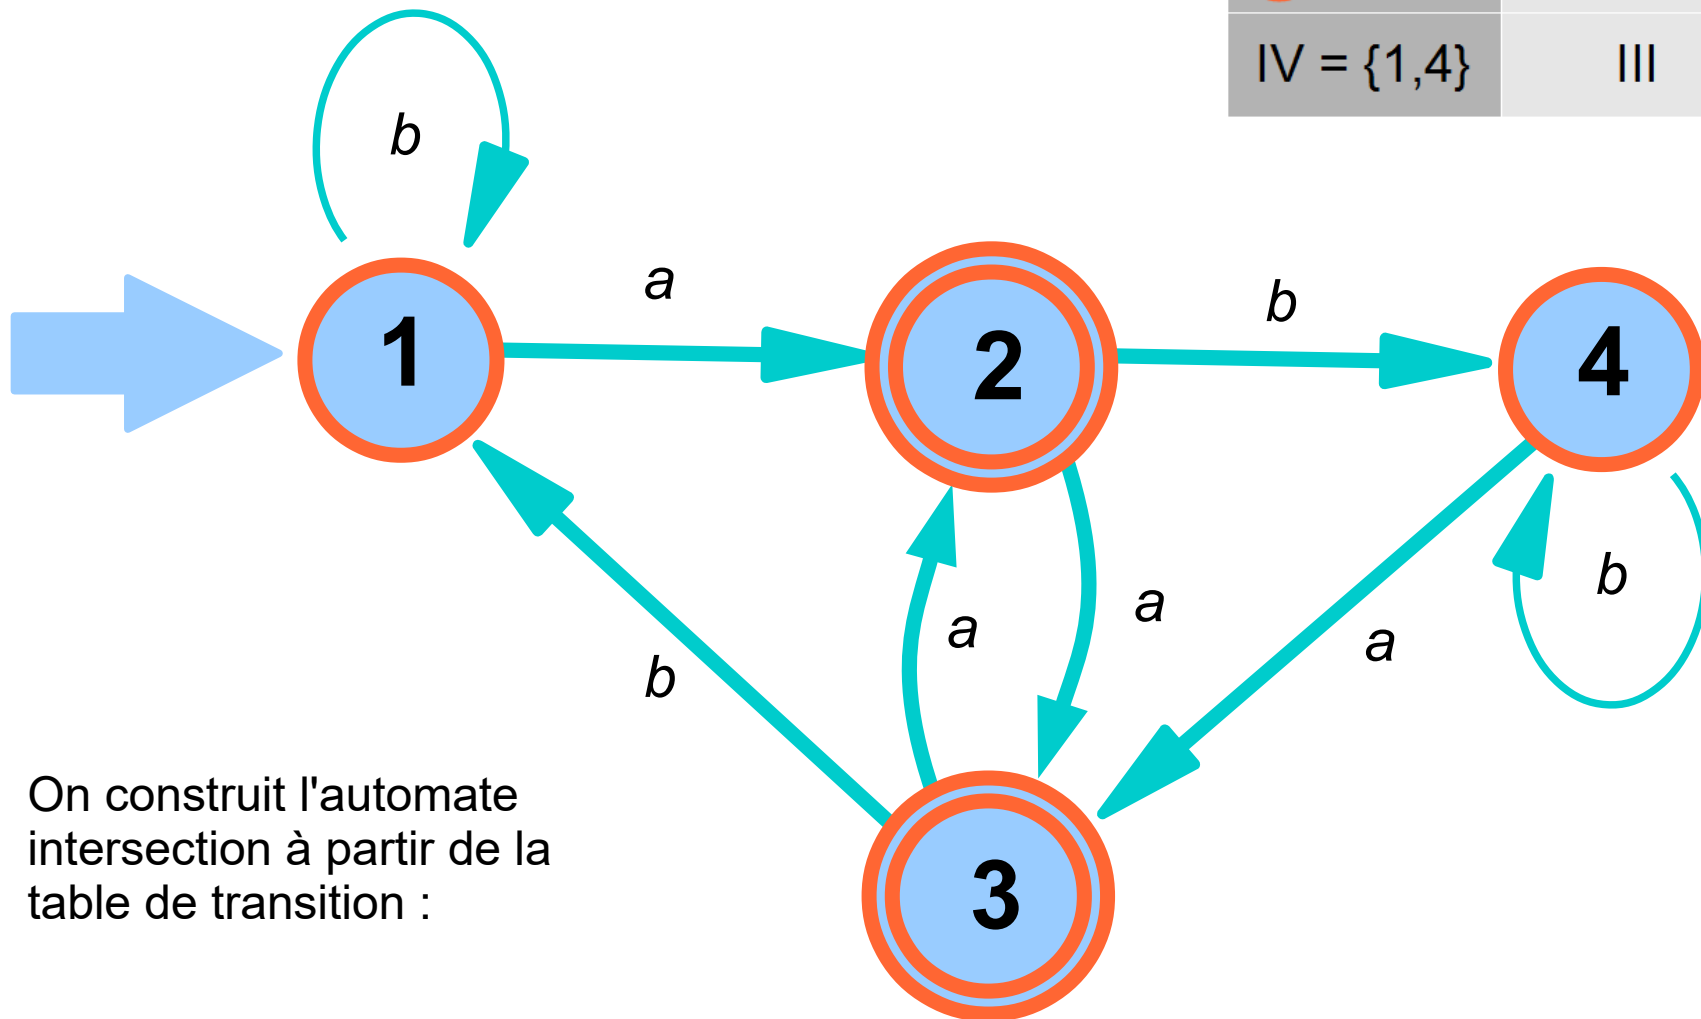 IV = {1,4} III
b
a
b
1
2
4
b
a
a
a
b
3
On construit l'automate
intersection à partir de la
table de transition :